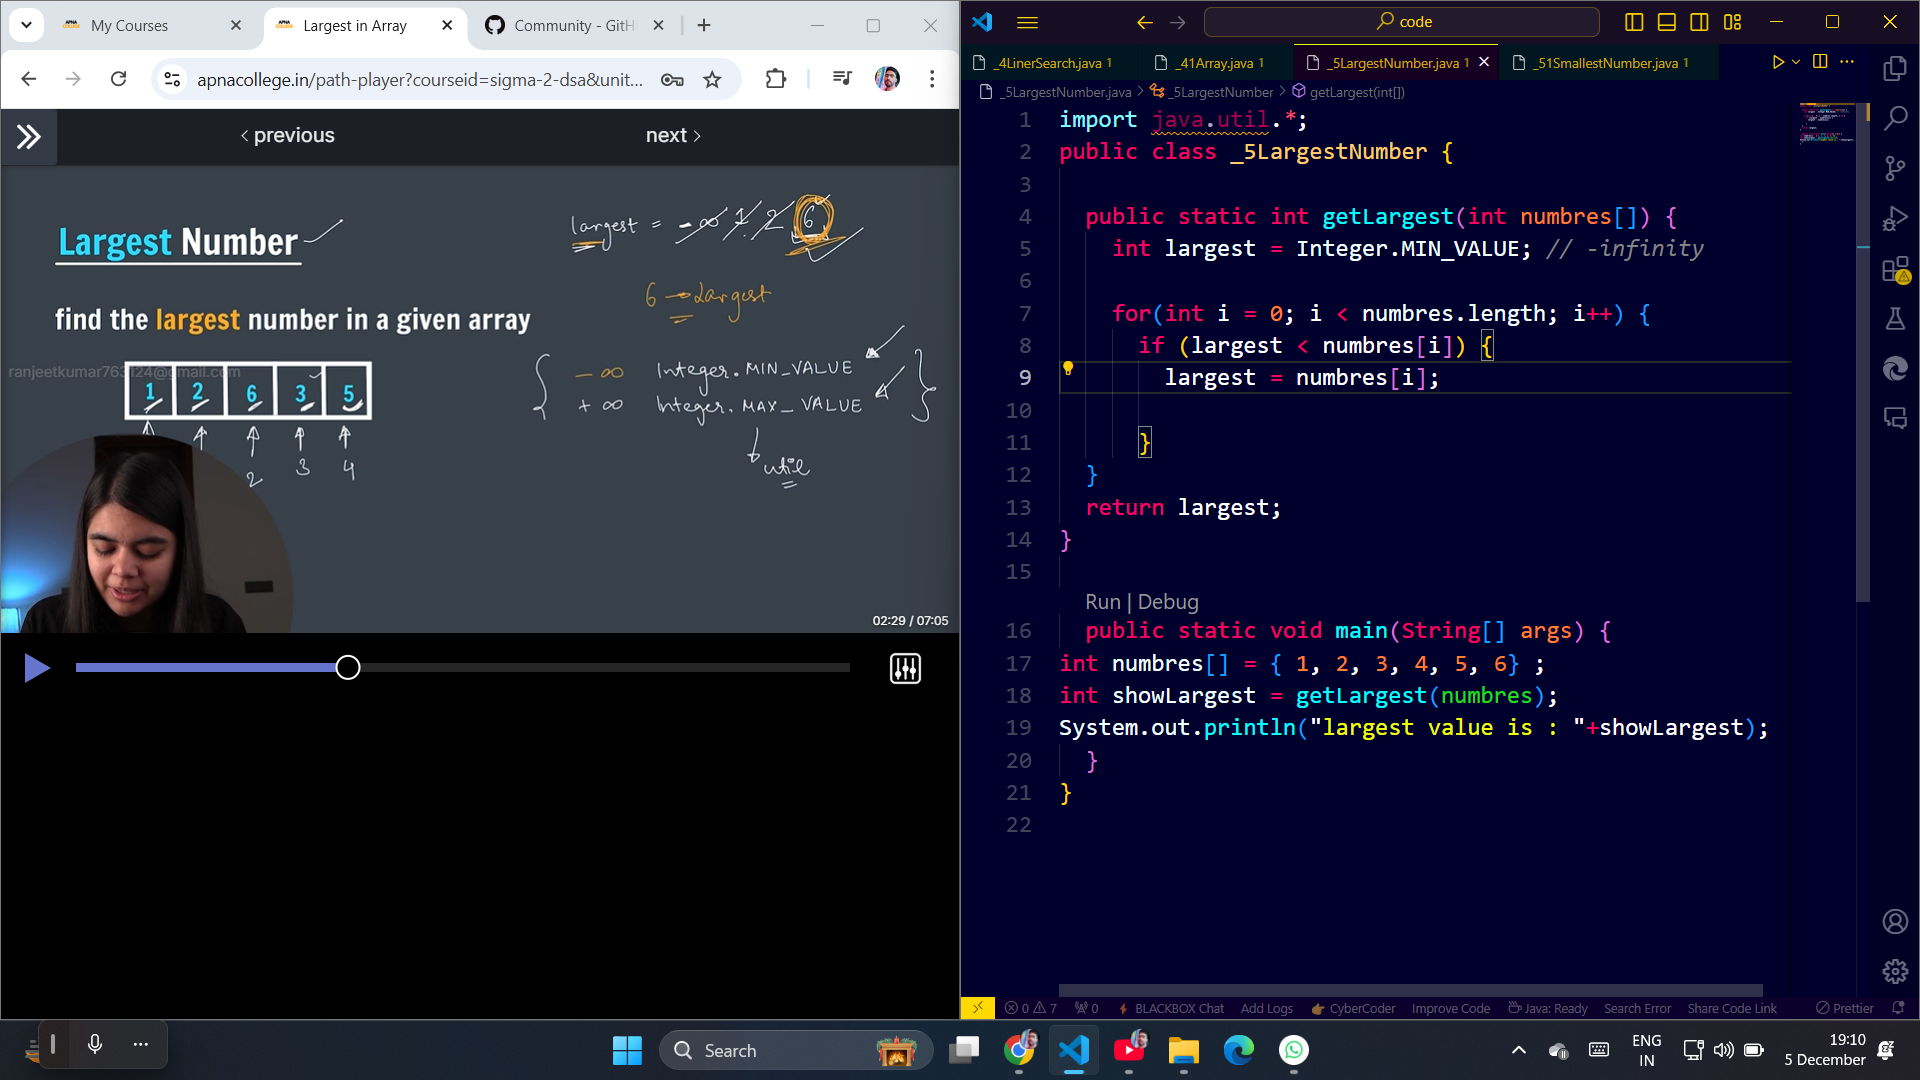 My Courses
Largest in Array
Community - GitH
apnacollege.in/path-player?courseid=sigma-2-dsa&unit...
previous
next
Largest Number
largest = -∞ 1 2 6
6 → Largest
find the largest number in a given array
ranjeetkumar763124@gmail.com
1 2 6 3 5
2 3 4
- ∞ Integer.MIN_VALUE
+ ∞ Integer.MAX_VALUE
util
02:29 / 07:05
code
_4LinerSearch.java 1
_41Array.java 1
_5LargestNumber.java 1
_51SmallestNumber.java 1
_5LargestNumber.java > _5LargestNumber > getLargest(int[])
1 import java.util.*;
2 public class _5LargestNumber {
3
4 public static int getLargest(int numbres[]) {
5 int largest = Integer.MIN_VALUE; // -infinity
6
7 for(int i = 0; i < numbres.length; i++) {
8 if (largest < numbres[i]) {
9 largest = numbres[i];
10
11 }
12 }
13 return largest;
14 }
15
Run | Debug
16 public static void main(String[] args) {
17 int numbres[] = { 1, 2, 3, 4, 5, 6} ;
18 int showLargest = getLargest(numbres);
19 System.out.println("largest value is : "+showLargest);
20 }
21 }
22
0 7 0 BLACKBOX Chat Add Logs CyberCoder Improve Code Java: Ready Search Error Share Code Link Prettier
Search
ENG
IN
19:10
5 December